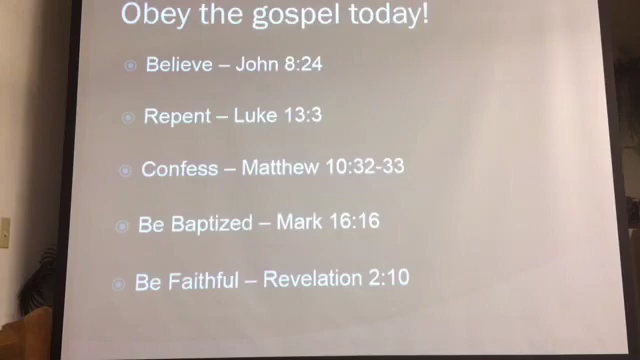 Obey the gospel today!
Believe – John 8:24
Repent – Luke 13:3
Confess – Matthew 10:32-33
Be Baptized – Mark 16:16
Be Faithful – Revelation 2:10